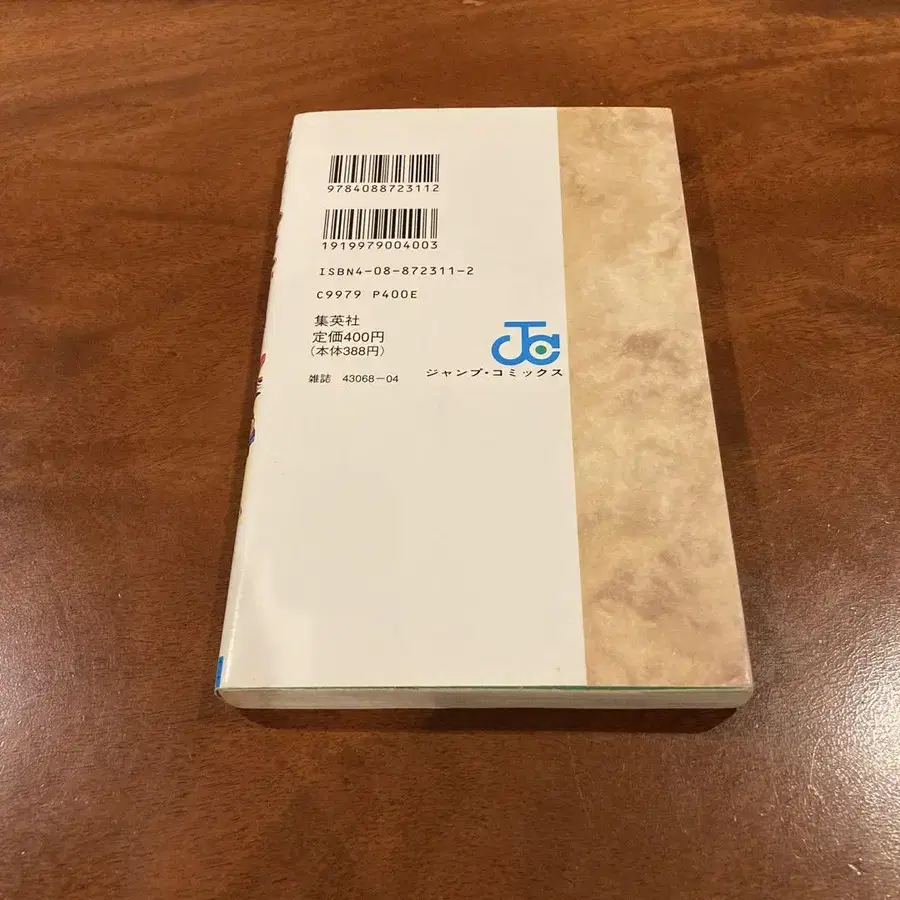 9784088723112
1919979004003
ISBN4-08-872311-2
C9979 P400E
集英社
定価400円
(本体388円)
雑誌 43068-04
JC
ジャンプ・コミックス